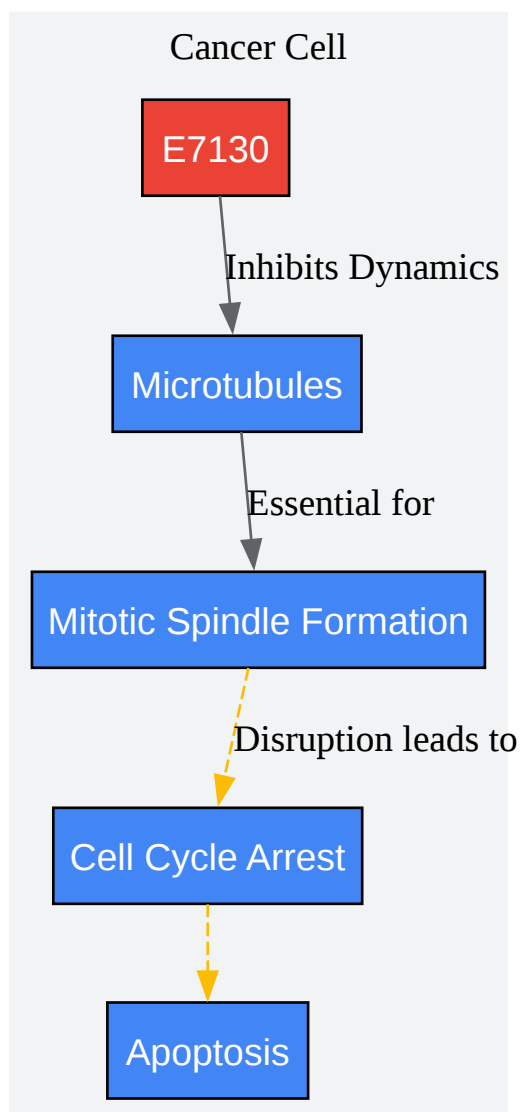 Cancer Cell
E7130
Inhibits Dynamics
Microtubules
Essential for
Mitotic Spindle Formation
Disruption leads to
Cell Cycle Arrest
Apoptosis